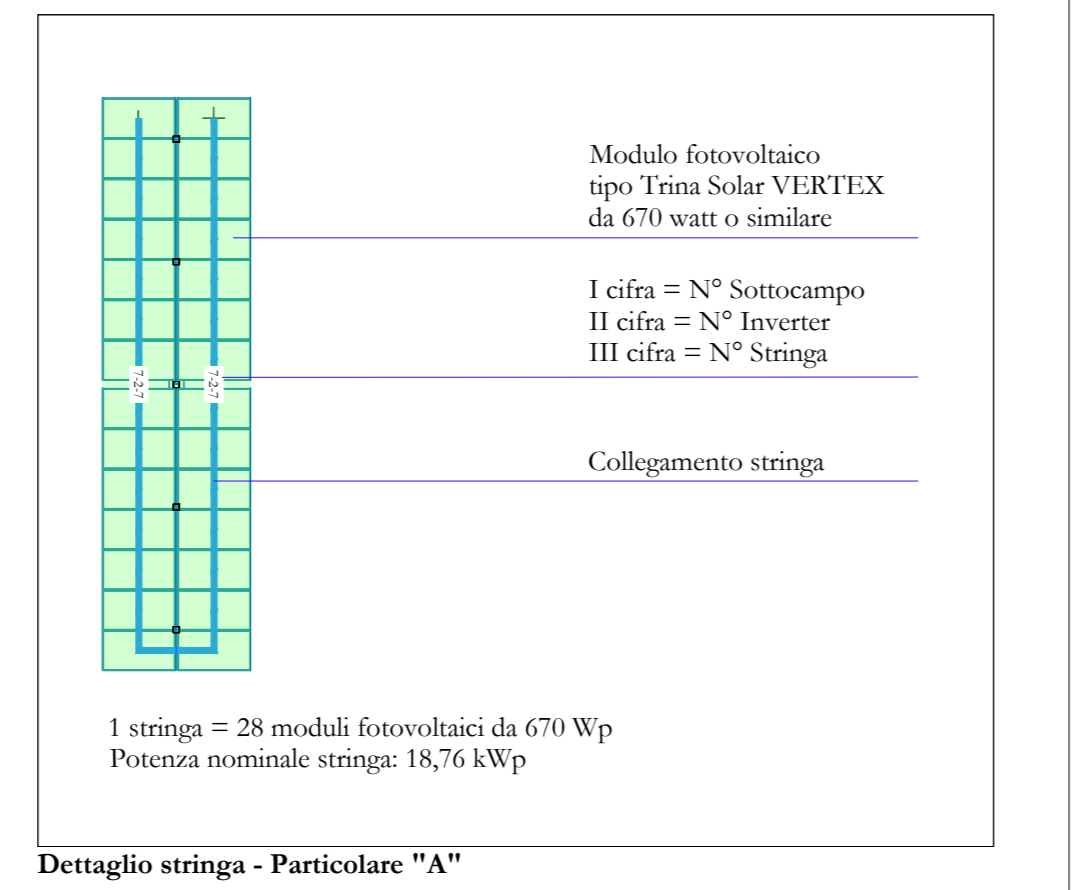 Modulo fotovoltaico
tipo Trina Solar VERTEX
da 670 watt o similare
I cifra = N° Sottocampo
II cifra = N° Inverter
III cifra = N° Stringa
7-2-7
7-2-7
Collegamento stringa
1 stringa = 28 moduli fotovoltaici da 670 Wp
Potenza nominale stringa: 18,76 kWp
Dettaglio stringa - Particolare "A"